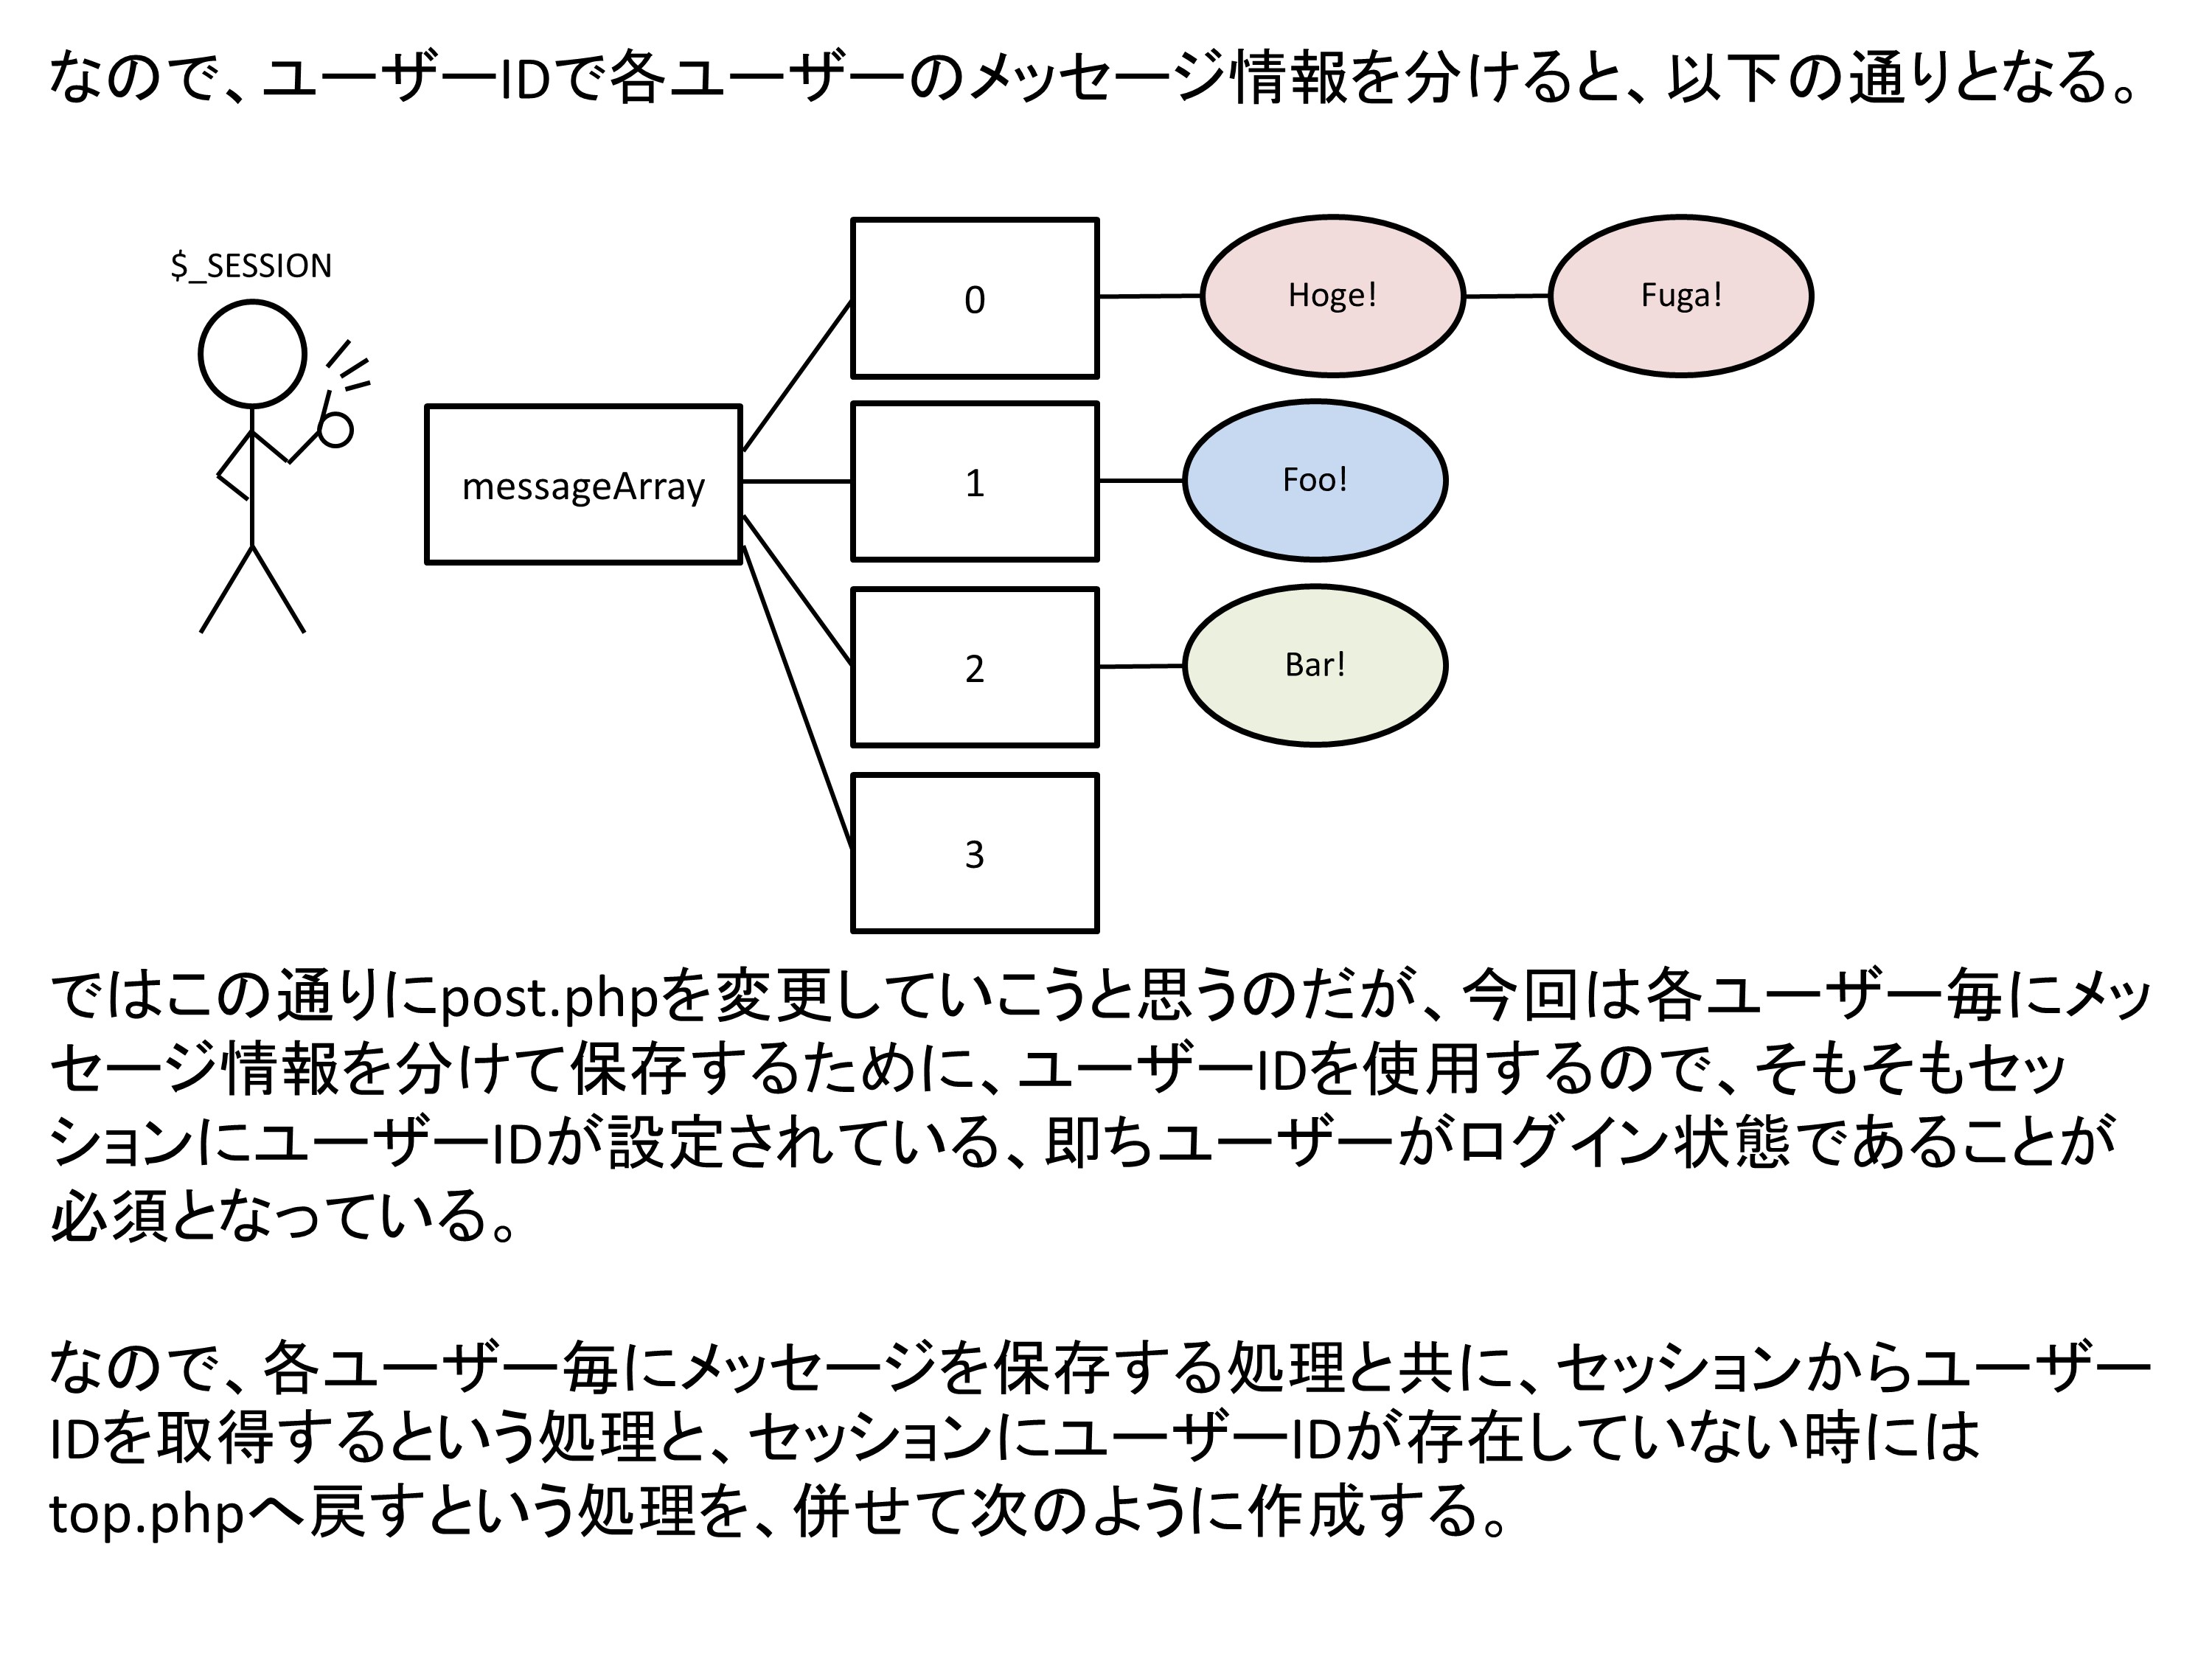 なので、ユーザーIDで各ユーザーのメッセージ情報を分けると、以下の通りとなる。
$_SESSION
messageArray
0
Hoge!
Fuga!
1
Foo!
2
Bar!
3
ではこの通りにpost.phpを変更していこうと思うのだが、今回は各ユーザー毎にメッ
セージ情報を分けて保存するために、ユーザーIDを使用するので、そもそもセッ
ションにユーザーIDが設定されている、即ちユーザーがログイン状態であることが
必須となっている。
なので、各ユーザー毎にメッセージを保存する処理と共に、セッションからユーザー
IDを取得するという処理と、セッションにユーザーIDが存在していない時には
top.phpへ戻すという処理を、併せて次のように作成する。